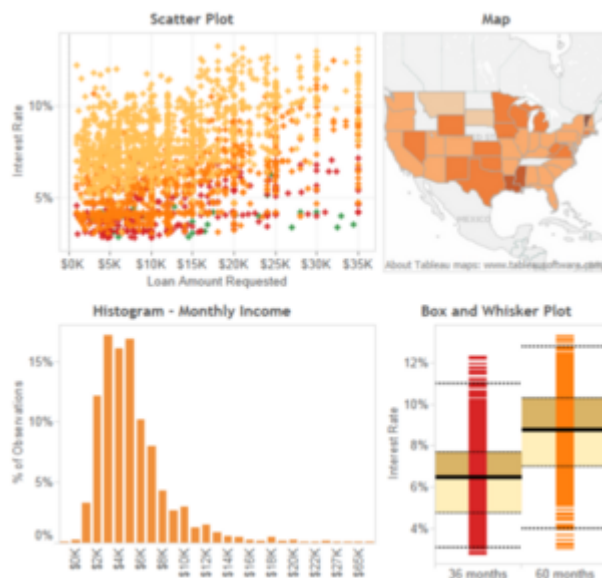 Scatter Plot
Map
Interest Rate
10%
5%
$0K $5K $10K $15K $20K $25K $30K $35K
Loan Amount Requested
MEXICO
About Tableau maps: www.tableausoftware.com/
Histogram - Monthly Income
Box and Whisker Plot
% of Observations
15%
10%
5%
0%
$0K $2K $4K $6K $8K $10K $12K $14K $16K $18K $20K $22K $27K $65K
Interest Rate
12%
10%
8%
6%
4%
36 months 60 months